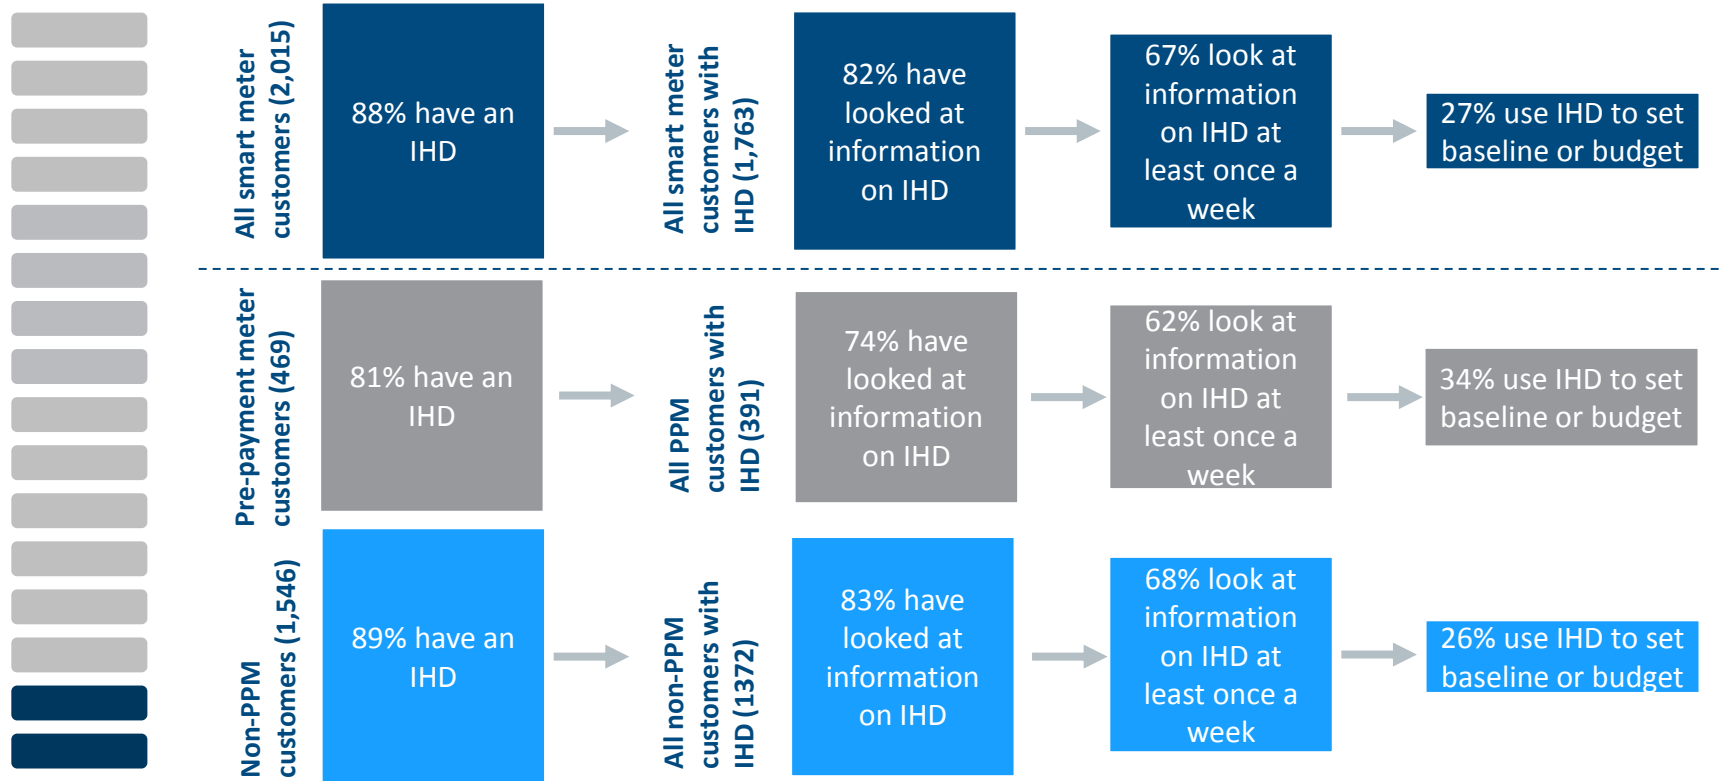 All smart meter
customers (2,015)
88% have an
IHD
All smart meter
customers with
IHD (1,763)
82% have
looked at
information
on IHD
67% look at
information
on IHD at
least once a
week
27% use IHD to set
baseline or budget
Pre-payment meter
customers (469)
81% have an
IHD
All PPM
customers with
IHD (391)
74% have
looked at
information
on IHD
62% look at
information
on IHD at
least once a
week
34% use IHD to set
baseline or budget
Non-PPM
customers (1,546)
89% have an
IHD
All non-PPM
customers with
IHD (1372)
83% have
looked at
information
on IHD
68% look at
information
on IHD at
least once a
week
26% use IHD to set
baseline or budget